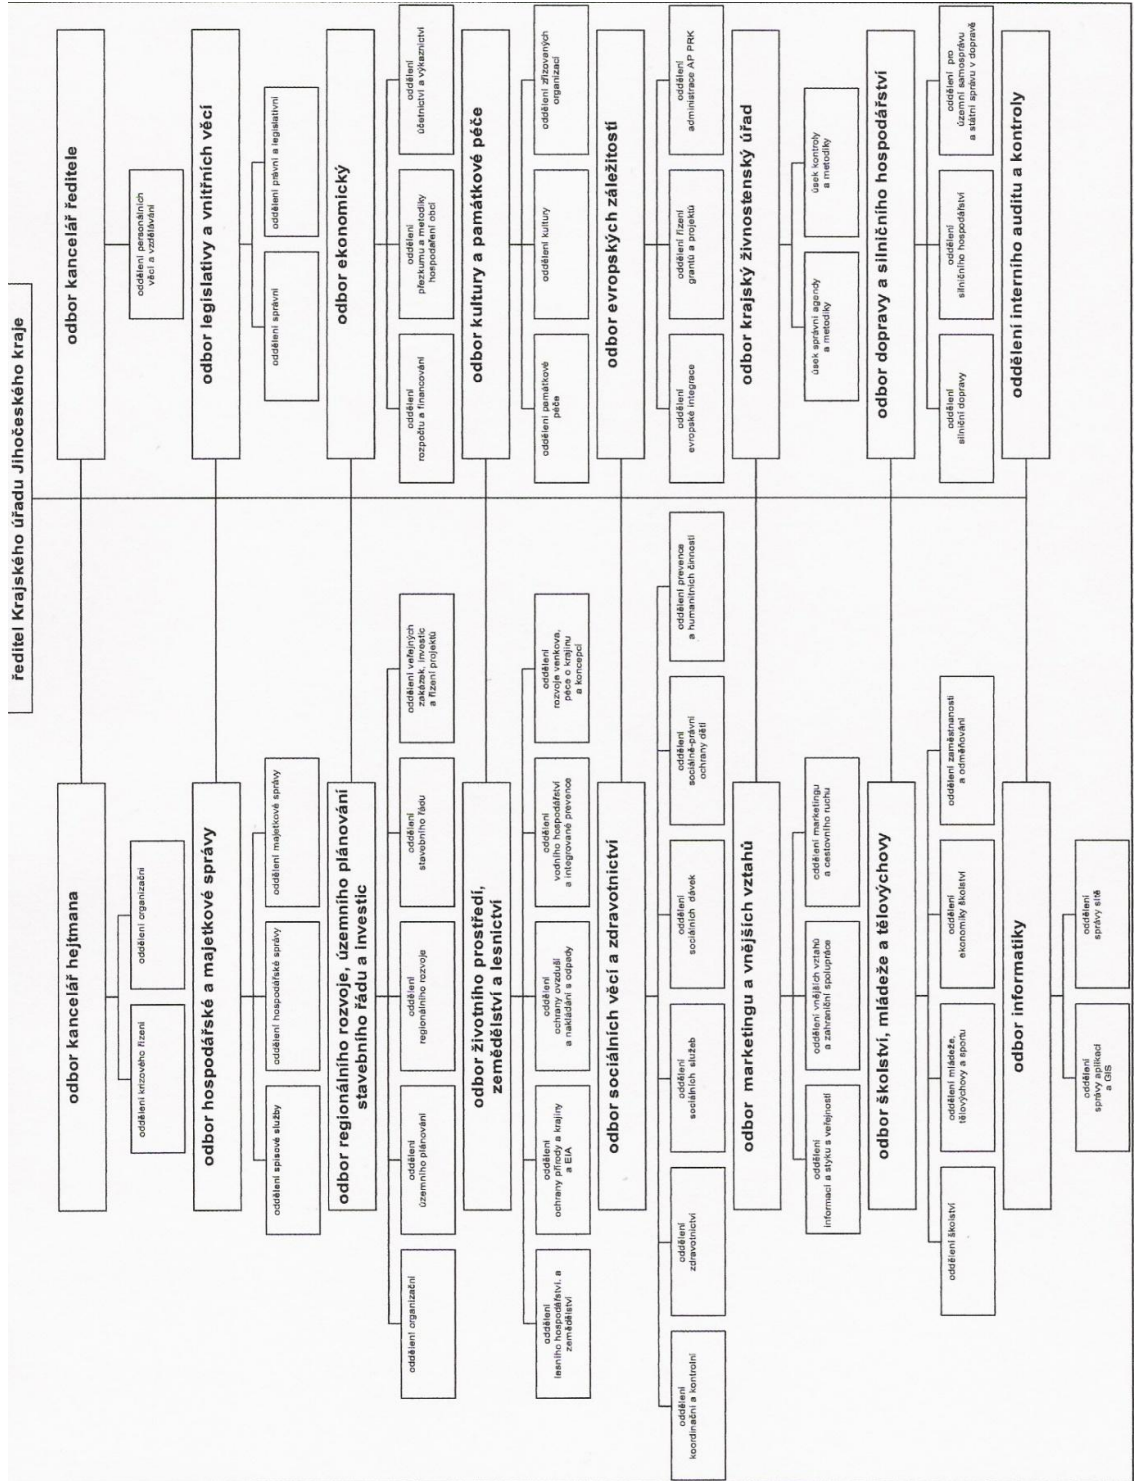 ředitel Krajského úřadu Jihočeského kraje
odbor kancelář hejtmana
oddělení krizového řízení
oddělení organizační
odbor kancelář ředitele
oddělení personálních
věcí a vzdělávání
odbor hospodářské a majetkové správy
oddělení spisové služby
oddělení hospodářské správy
oddělení majetkové správy
odbor legislativy a vnitřních věcí
oddělení správní
oddělení právní a legislativní
odbor regionálního rozvoje, územního plánování
stavebního řádu a investic
oddělení organizační
oddělení
územního plánování
oddělení
regionálního rozvoje
oddělení
stavebního řádu
oddělení veřejných
zakázek, investic
a řízení projektů
odbor ekonomický
oddělení
rozpočtu a financování
oddělení
přezkumu a metodiky
hospodaření obcí
oddělení
účetnictví a výkaznictví
odbor životního prostředí,
zemědělství a lesnictví
oddělení
lesního hospodářství, a
zemědělství
oddělení
ochrany přírody a krajiny
a EIA
oddělení
ochrany ovzduší
a nakládání s odpady
oddělení
vodního hospodářství
a integrované prevence
oddělení
rozvoje venkova,
péče o krajinu
a koncepcí
odbor kultury a památkové péče
oddělení památkové
péče
oddělení kultury
oddělení zřizovaných
organizací
odbor sociálních věcí a zdravotnictví
oddělení
koordinační a kontrolní
oddělení
zdravotnictví
oddělení
sociálních služeb
oddělení
sociálních dávek
oddělení
sociálně-právní
ochrany dětí
oddělení prevence
a humanitních činností
odbor evropských záležitostí
oddělení
evropské integrace
oddělení řízení
grantů a projektů
oddělení
administrace AP PRK
odbor marketingu a vnějších vztahů
oddělení
informací a styku s veřejností
oddělení vnějších vztahů
a zahraniční spolupráce
oddělení marketingu
a cestovního ruchu
odbor krajský živnostenský úřad
úsek správní agendy
a metodiky
úsek kontroly
a metodiky
odbor školství, mládeže a tělovýchovy
oddělení školství
oddělení mládeže,
tělovýchovy a sportu
oddělení
ekonomiky školství
oddělení zaměstnanosti
a odměňování
odbor dopravy a silničního hospodářství
oddělení
silniční dopravy
oddělení
silničního hospodářství
oddělení pro
územní samosprávu
a státní správu v dopravě
odbor informatiky
oddělení
správy aplikací
a GIS
oddělení
správy sítě
oddělení interního auditu a kontroly